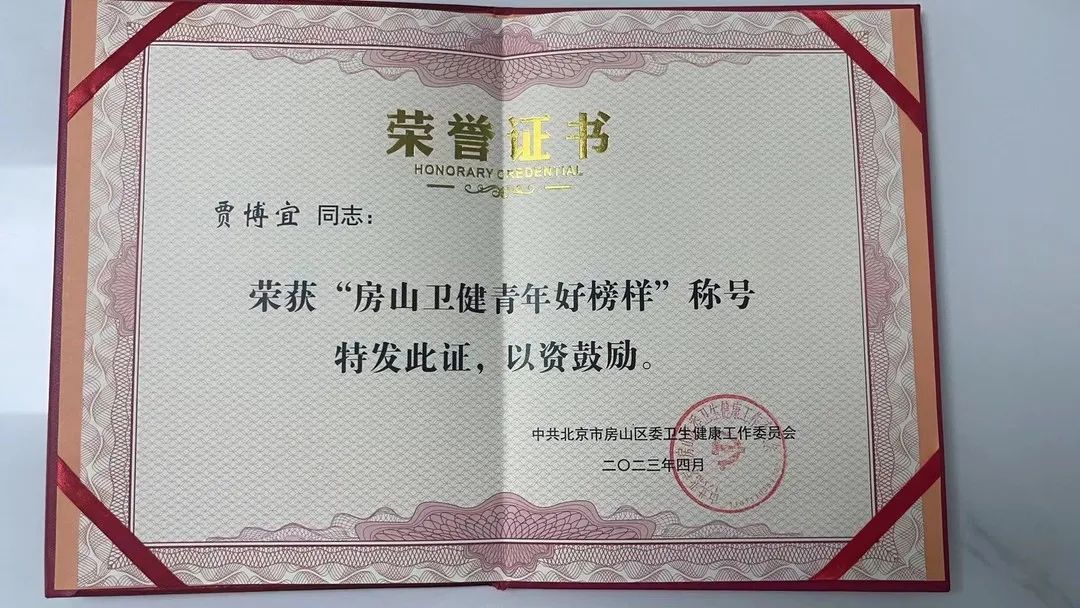 荣誉证书
HONORARY CREDENTIAL
贾博宜 同志：
荣获“房山卫健青年好榜样”称号
特发此证，以资鼓励。
中共北京市房山区委卫生健康工作委员会
二〇二三年四月